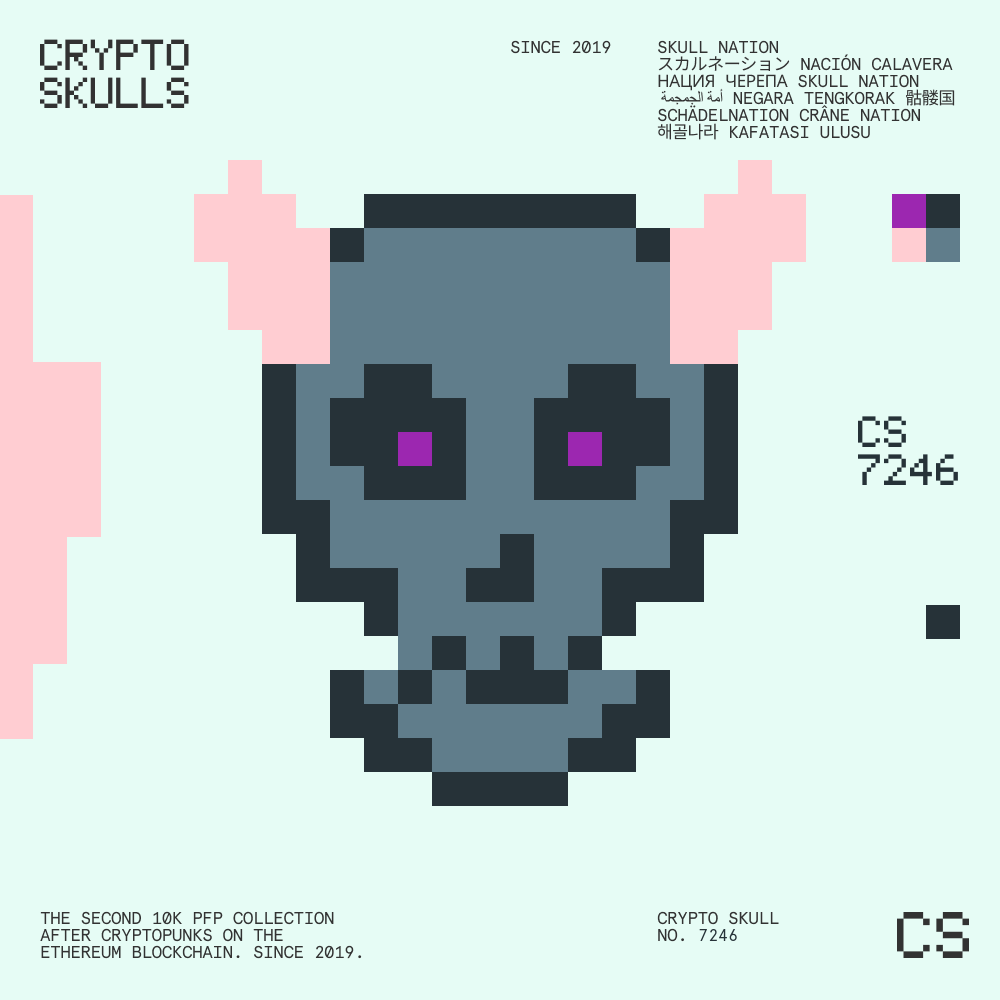 CRYPTO
SKULLS
SINCE 2019
SKULL NATION
スカルネーション NACIÓN CALAVERA
НАЦИЯ ЧЕРЕПА SKULL NATION
أمة الجمجمة NEGARA TENGKORAK 骷髅国
SCHÄDELNATION CRÂNE NATION
해골나라 KAFATASI ULUSU
CS
7246
THE SECOND 10K PFP COLLECTION
AFTER CRYPTOPUNKS ON THE
ETHEREUM BLOCKCHAIN. SINCE 2019.
CRYPTO SKULL
NO. 7246
CS